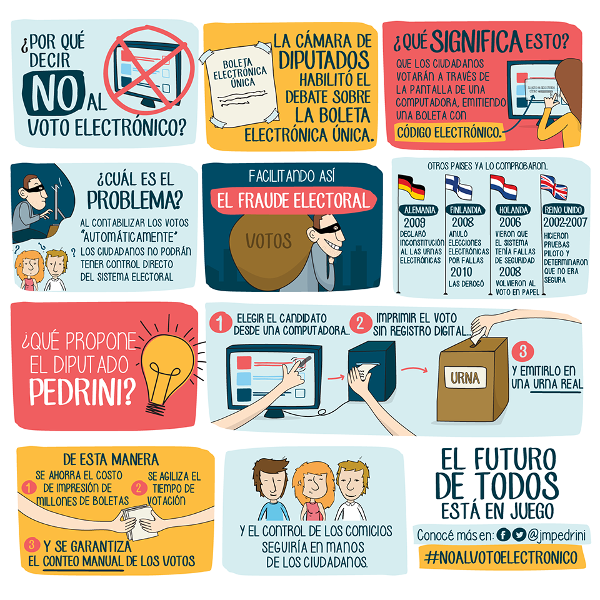 ¿POR QUÉ
DECIR
NO AL
VOTO ELECTRÓNICO?
BOLETA
ELECTRÓNICA
ÚNICA
LA CÁMARA DE
DIPUTADOS
HABILITÓ EL
DEBATE SOBRE
LA BOLETA
ELECTRÓNICA ÚNICA.
¿QUÉ SIGNIFICA ESTO?
QUE LOS CIUDADANOS
VOTARÁN A TRAVÉS DE
LA PANTALLA DE UNA
COMPUTADORA, EMITIENDO
UNA BOLETA CON
CÓDIGO ELECTRÓNICO.
¿CUÁL ES EL
PROBLEMA?
AL CONTABILIZAR LOS VOTOS
"AUTOMÁTICAMENTE"
LOS CIUDADANOS NO PODRÁN
TENER CONTROL DIRECTO
DEL SISTEMA ELECTORAL
FACILITANDO ASÍ
EL FRAUDE ELECTORAL
VOTOS
OTROS PAISES YA LO COMPROBARON.
ALEMANIA
2009
DECLARÓ
INCONSTITUCIÓN
AL LAS URNAS
ELECTRÓNICAS
FINLANDIA
2008
ANULÓ
ELECCIONES
ELECTRÓNICAS
POR FALLAS
2010
LAS DEROGÓ
HOLANDA
2006
VIERON QUE
EL SISTEMA
TENÍA FALLAS
DE SEGURIDAD
2008
VOLVIERON AL
VOTO EN PAPEL
REINO UNIDO
2002-2007
HICIERON
PRUEBAS
PILOTO Y
DETERMINARON
QUE NO ERA
SEGURA
¿QUÉ PROPONE
EL DIPUTADO
PEDRINI?
1 ELEGIR EL CANDIDATO
DESDE UNA COMPUTADORA...
2 IMPRIMIR EL VOTO
SIN REGISTRO DIGITAL...
URNA
3
Y EMITIRLO EN
UNA URNA REAL
DE ESTA MANERA
1 SE AHORRA EL COSTO
DE IMPRESIÓN DE
MILLONES DE BOLETAS
2 SE AGILIZA EL
TIEMPO DE
VOTACIÓN
3 Y SE GARANTIZA
EL CONTEO MANUAL DE LOS VOTOS
Y EL CONTROL DE LOS COMICIOS
SEGUIRÍA EN MANOS
DE LOS CIUDADANOS.
EL FUTURO
DE TODOS
ESTÁ EN JUEGO
Conocé más en: @jmpedrini
#NOALVOTOELECTRONICO